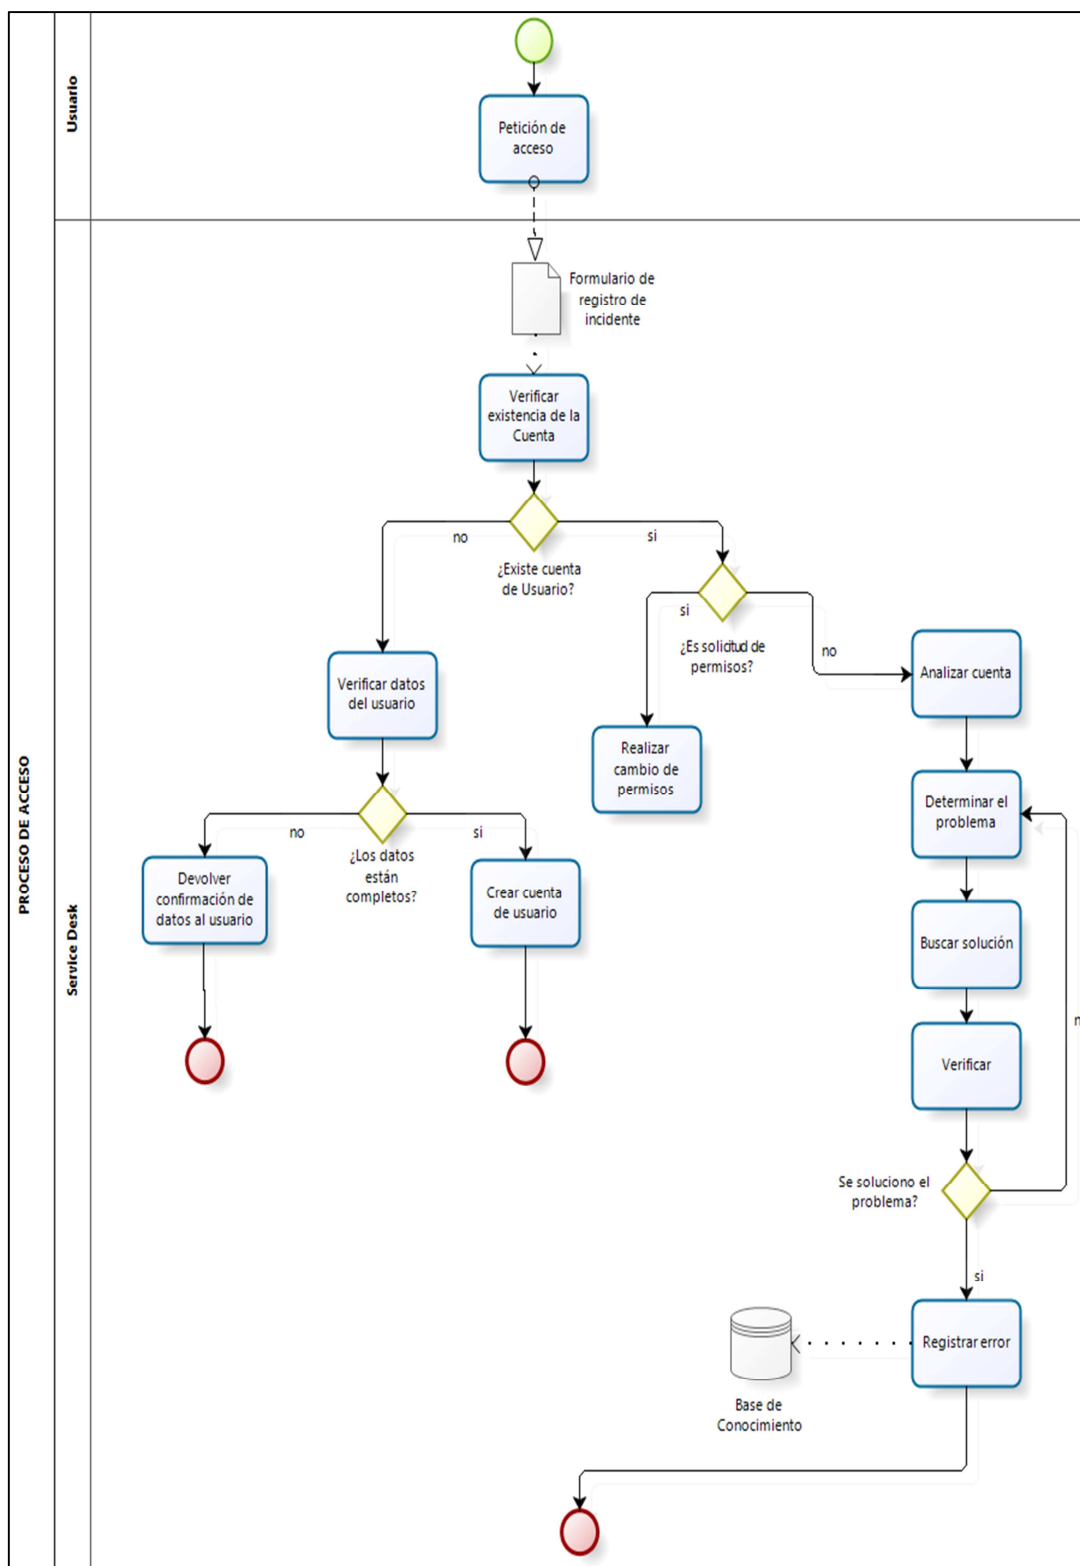 PROCESO DE ACCESO
Usuario
Petición de
acceso
Service Desk
Formulario de
registro de
incidente
Verificar
existencia de la
Cuenta
¿Existe cuenta
de Usuario?
no
si
¿Es solicitud de
permisos?
si
no
Verificar datos
del usuario
Realizar
cambio de
permisos
Analizar cuenta
¿Los datos
están
completos?
no
si
Devolver
confirmación de
datos al usuario
Crear cuenta
de usuario
Determinar el
problema
Buscar solución
Verificar
Se soluciono el
problema?
si
Registrar error
Base de
Conocimiento